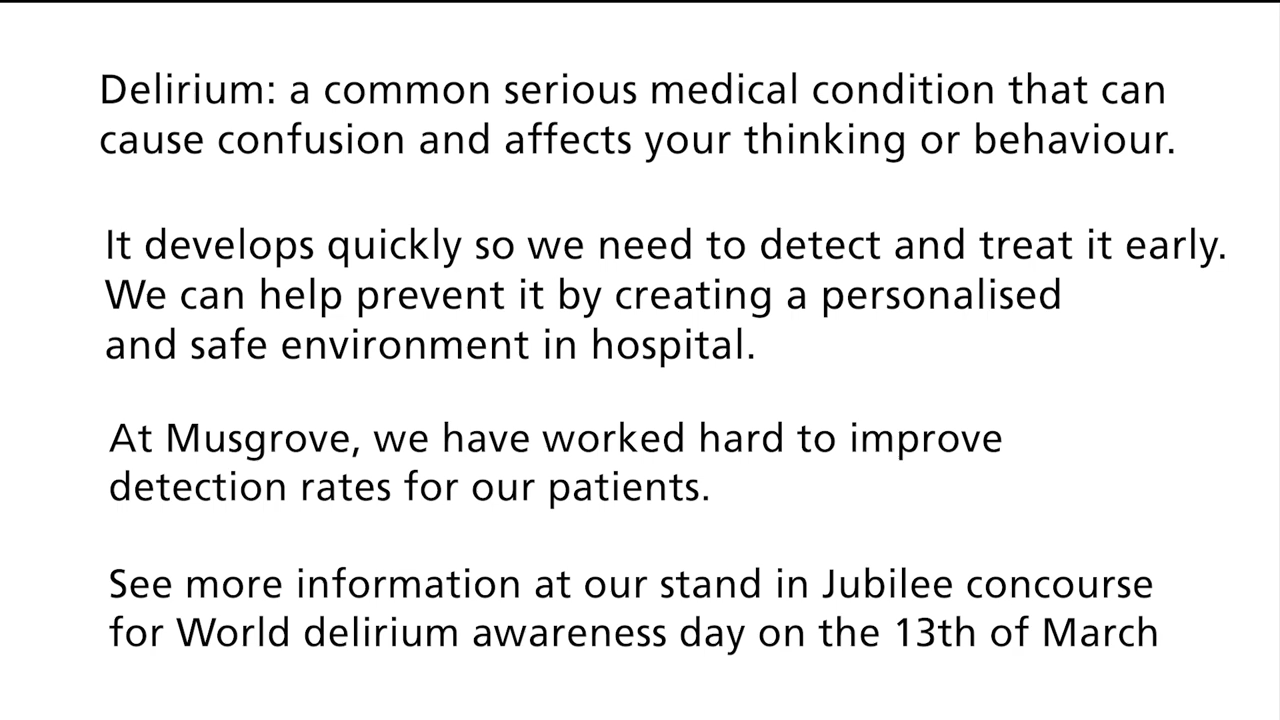 Delirium: a common serious medical condition that can
cause confusion and affects your thinking or behaviour.
It develops quickly so we need to detect and treat it early.
We can help prevent it by creating a personalised
and safe environment in hospital.
At Musgrove, we have worked hard to improve
detection rates for our patients.
See more information at our stand in Jubilee concourse
for World delirium awareness day on the 13th of March